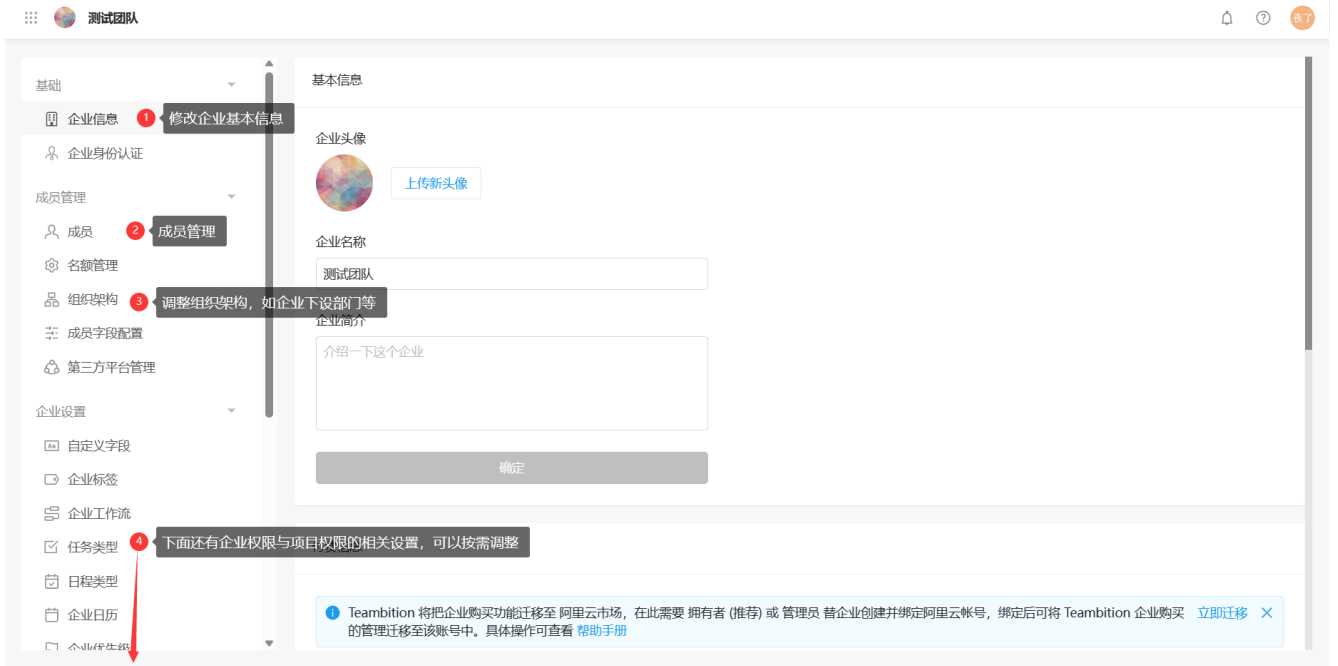 测试团队
夜了
基础
企业信息
1
修改企业基本信息
企业身份认证
成员管理
成员
2
成员管理
名额管理
组织架构
3
调整组织架构，如企业下设部门等
成员字段配置
第三方平台管理
企业设置
自定义字段
企业标签
企业工作流
任务类型
4
下面还有企业权限与项目权限的相关设置，可以按需调整
日程类型
企业日历
企业优先级
基本信息
企业头像
上传新头像
企业名称
测试团队
企业简介
介绍一下这个企业
确定
Teambition 将把企业购买功能迁移至 阿里云市场，在此需要 拥有者 (推荐) 或 管理员 替企业创建并绑定阿里云帐号，绑定后可将 Teambition 企业购买 立即迁移
的管理迁移至该账号中。具体操作可查看 帮助手册